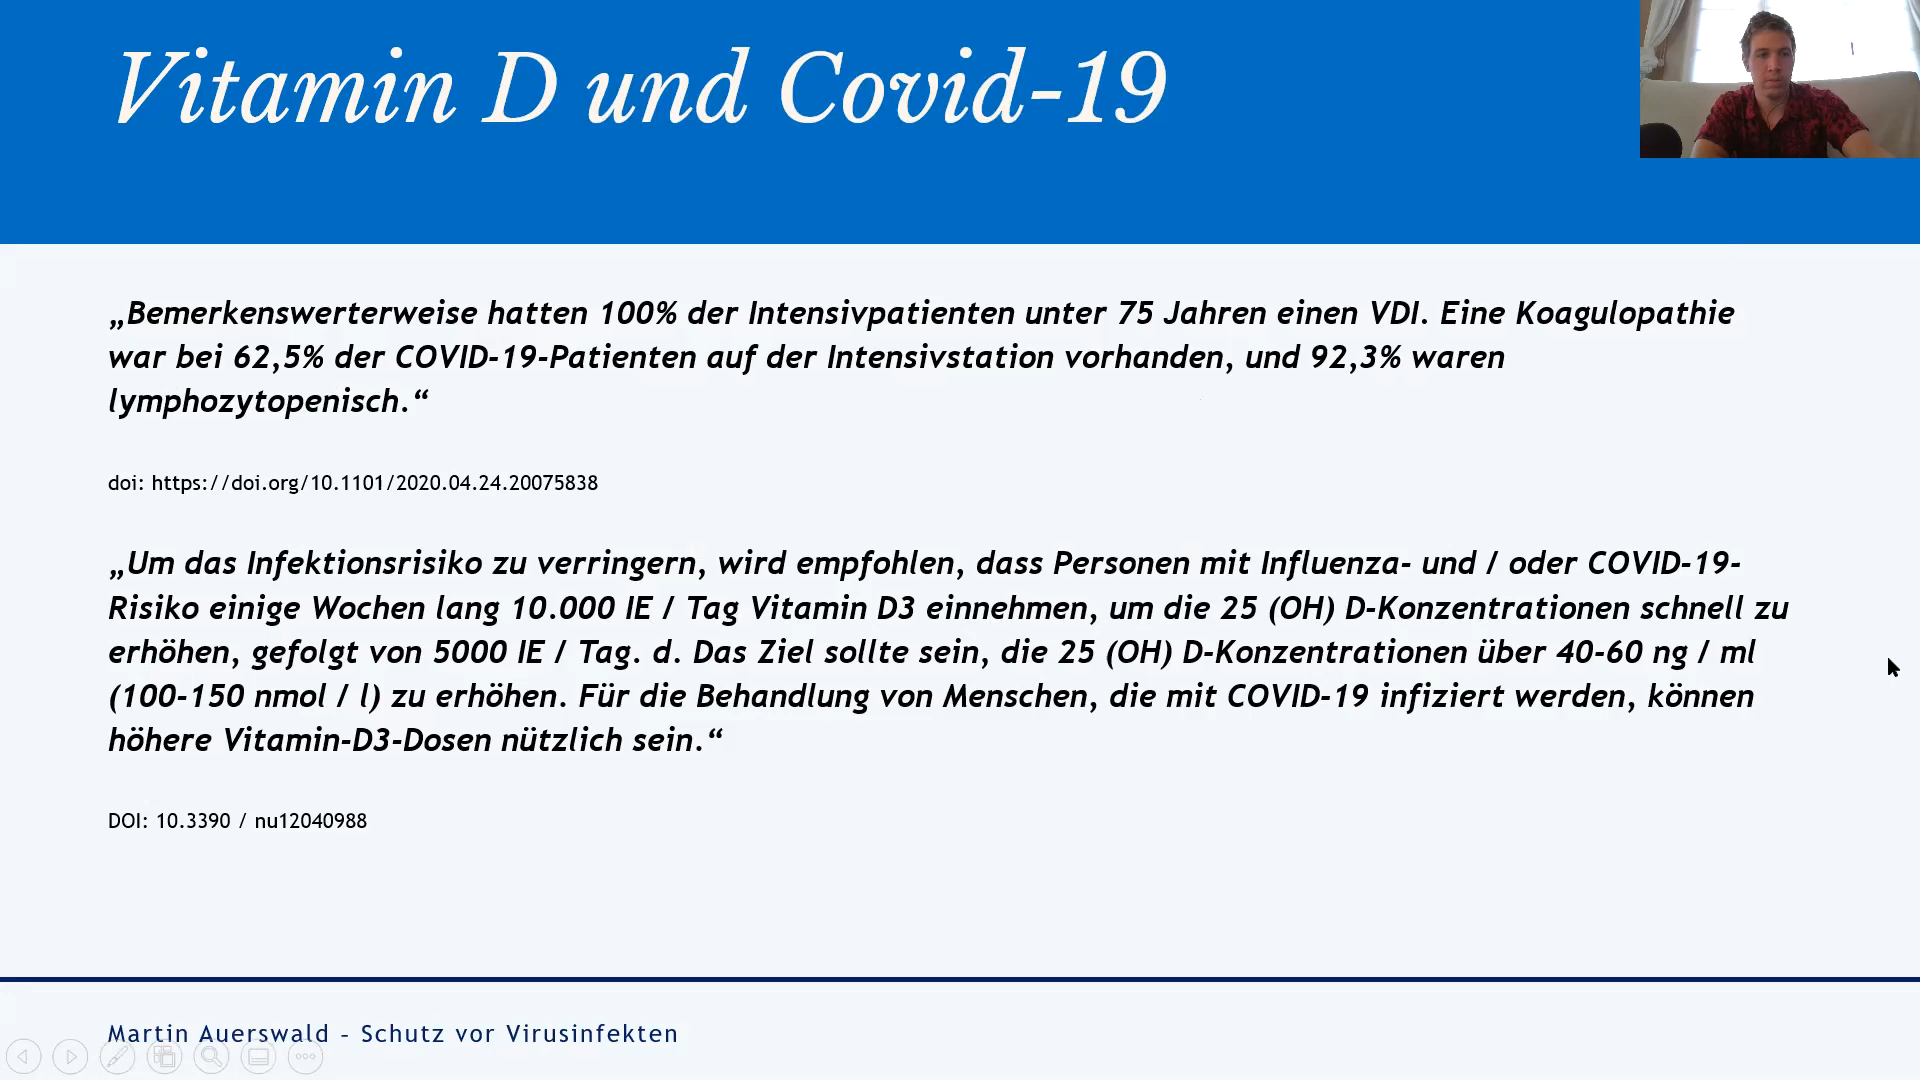 Vitamin D und Covid-19
„Bemerkenswerterweise hatten 100% der Intensivpatienten unter 75 Jahren einen VDI. Eine Koagulopathie
war bei 62,5% der COVID-19-Patienten auf der Intensivstation vorhanden, und 92,3% waren
lymphozytopenisch.“
doi: https://doi.org/10.1101/2020.04.24.20075838
„Um das Infektionsrisiko zu verringern, wird empfohlen, dass Personen mit Influenza- und / oder COVID-19-
Risiko einige Wochen lang 10.000 IE / Tag Vitamin D3 einnehmen, um die 25 (OH) D-Konzentrationen schnell zu
erhöhen, gefolgt von 5000 IE / Tag. d. Das Ziel sollte sein, die 25 (OH) D-Konzentrationen über 40-60 ng / ml
(100-150 nmol / l) zu erhöhen. Für die Behandlung von Menschen, die mit COVID-19 infiziert werden, können
höhere Vitamin-D3-Dosen nützlich sein.“
DOI: 10.3390 / nu12040988
Martin Auerswald – Schutz vor Virusinfekten